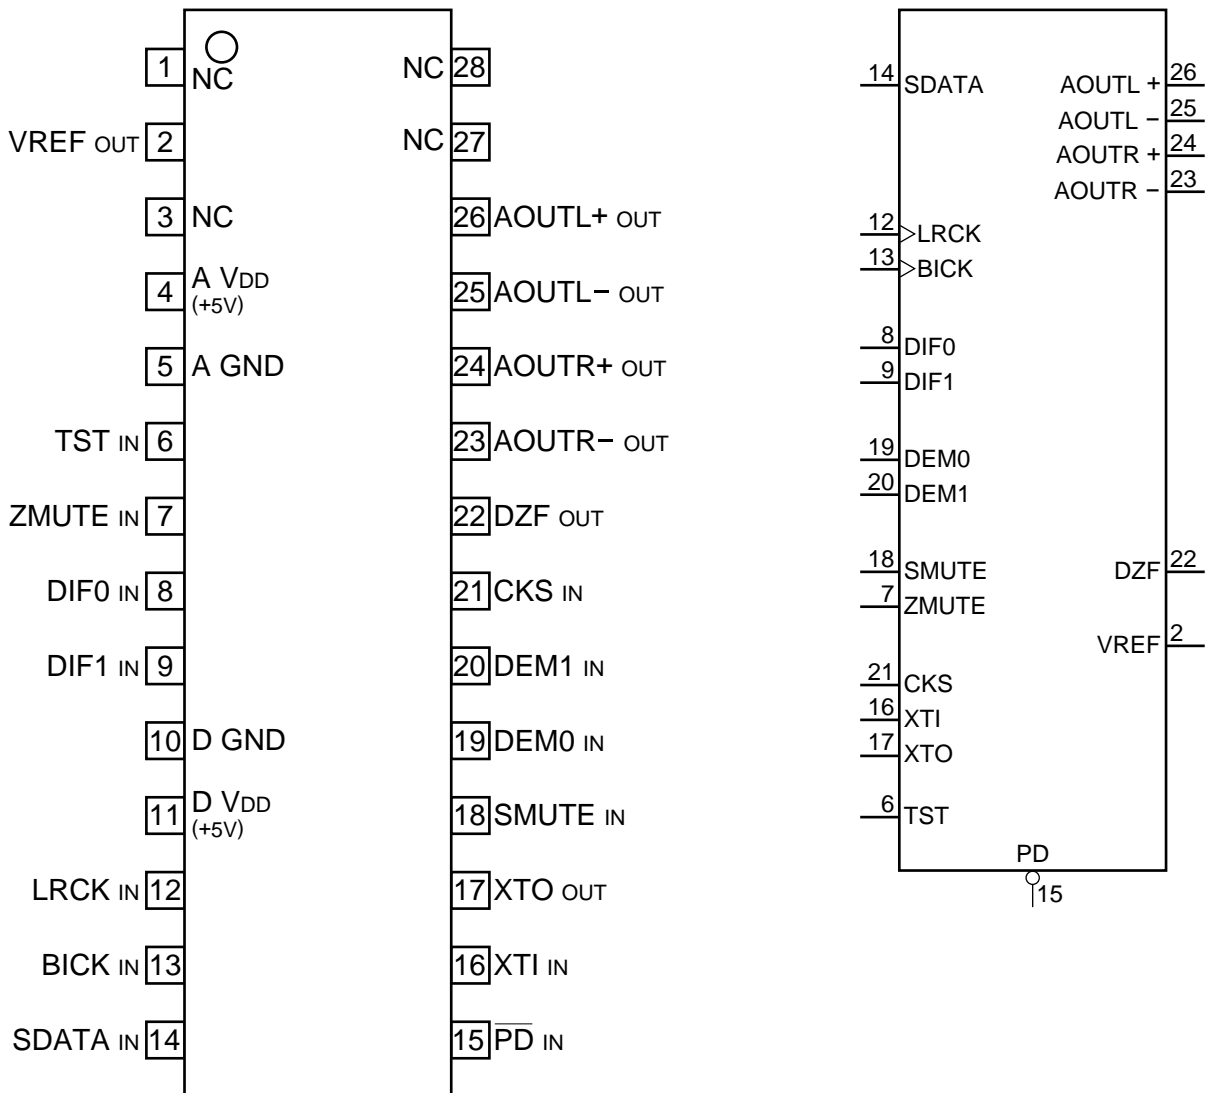 1 NC
NC 28
VREF OUT 2
NC 27
3 NC
26 AOUTL+ OUT
4 A VDD
(+5V)
25 AOUTL− OUT
5 A GND
24 AOUTR+ OUT
TST IN 6
23 AOUTR− OUT
ZMUTE IN 7
22 DZF OUT
DIF0 IN 8
21 CKS IN
DIF1 IN 9
20 DEM1 IN
10 D GND
19 DEM0 IN
11 D VDD
(+5V)
18 SMUTE IN
LRCK IN 12
17 XTO OUT
BICK IN 13
16 XTI IN
SDATA IN 14
15 P̅D̅ IN
14 SDATA
AOUTL + 26
AOUTL − 25
AOUTR + 24
AOUTR − 23
12 LRCK
13 BICK
8 DIF0
9 DIF1
19 DEM0
20 DEM1
18 SMUTE
DZF 22
7 ZMUTE
VREF 2
21 CKS
16 XTI
17 XTO
6 TST
PD
15